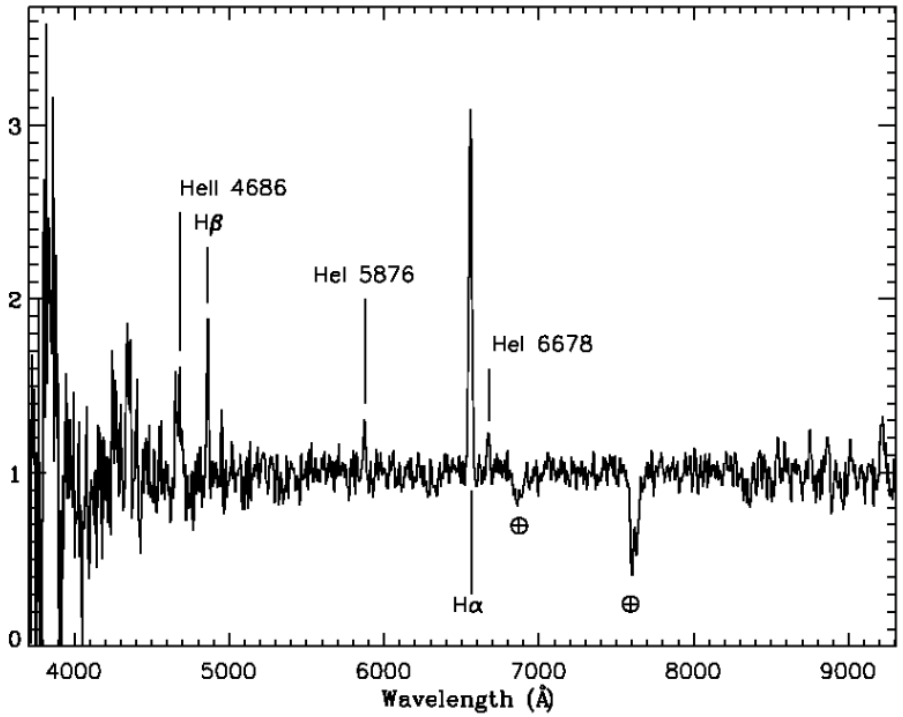 3
2
1
0
HeII 4686
Hβ
HeI 5876
HeI 6678
⊕
⊕
Hα
4000 5000 6000 7000 8000 9000
Wavelength (Å)